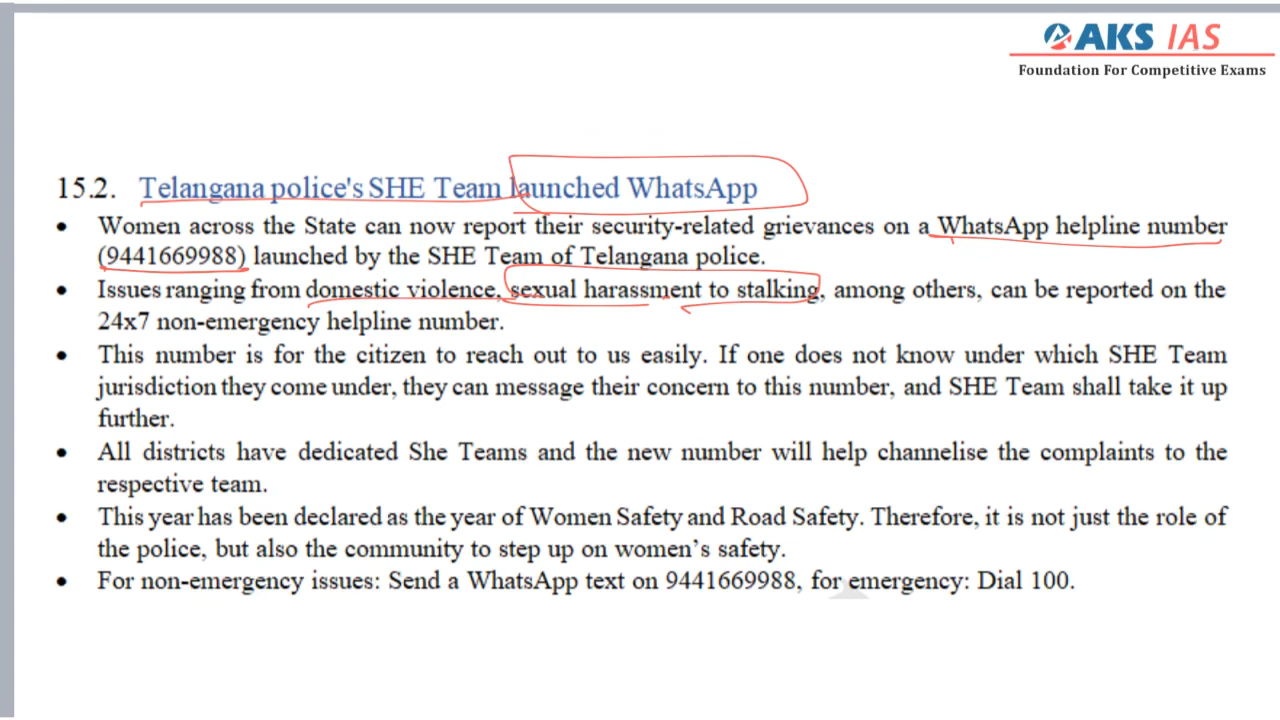 AKS IAS
Foundation For Competitive Exams
15.2. Telangana police's SHE Team launched WhatsApp
• Women across the State can now report their security-related grievances on a WhatsApp helpline number
(9441669988) launched by the SHE Team of Telangana police.
• Issues ranging from domestic violence, sexual harassment to stalking, among others, can be reported on the
24x7 non-emergency helpline number.
• This number is for the citizen to reach out to us easily. If one does not know under which SHE Team
jurisdiction they come under, they can message their concern to this number, and SHE Team shall take it up
further.
• All districts have dedicated She Teams and the new number will help channelise the complaints to the
respective team.
• This year has been declared as the year of Women Safety and Road Safety. Therefore, it is not just the role of
the police, but also the community to step up on women’s safety.
• For non-emergency issues: Send a WhatsApp text on 9441669988, for emergency: Dial 100.